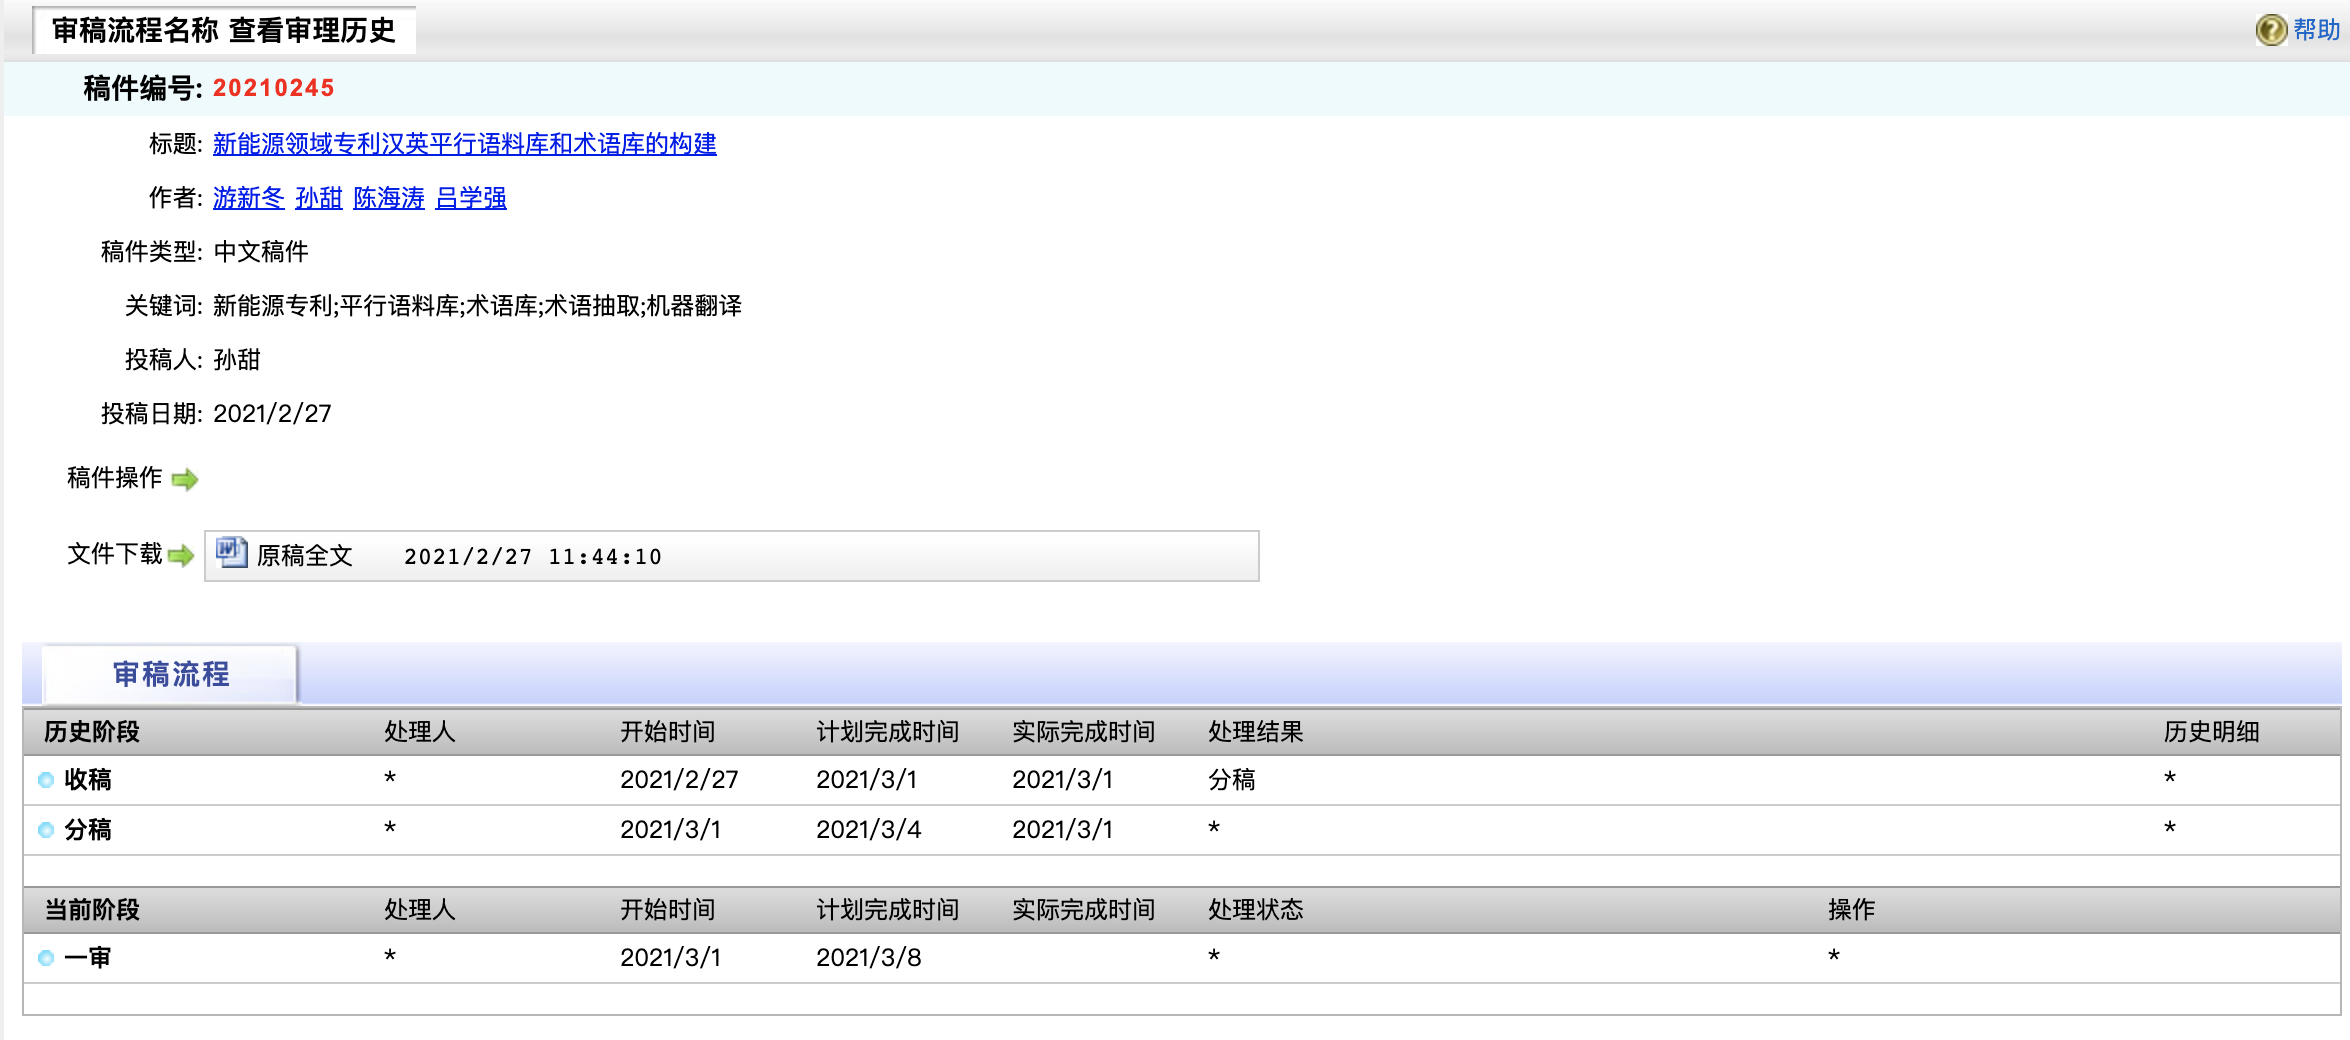 审稿流程名称 查看审理历史
帮助
稿件编号: 20210245
标题: 新能源领域专利汉英平行语料库和术语库的构建
作者: 游新冬 孙甜 陈海涛 吕学强
稿件类型: 中文稿件
关键词: 新能源专利;平行语料库;术语库;术语抽取;机器翻译
投稿人: 孙甜
投稿日期: 2021/2/27
稿件操作
文件下载 原稿全文 2021/2/27 11:44:10
审稿流程
历史阶段 处理人 开始时间 计划完成时间 实际完成时间 处理结果 历史明细
收稿 * 2021/2/27 2021/3/1 2021/3/1 分稿 *
分稿 * 2021/3/1 2021/3/4 2021/3/1 * *
当前阶段 处理人 开始时间 计划完成时间 实际完成时间 处理状态 操作
一审 * 2021/3/1 2021/3/8 * *